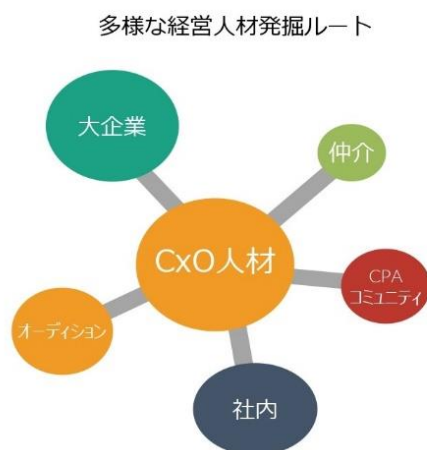 多様な経営人材発掘ルート
大企業
仲介
CxO人材
CPA
コミュニティ
オーディション
社内